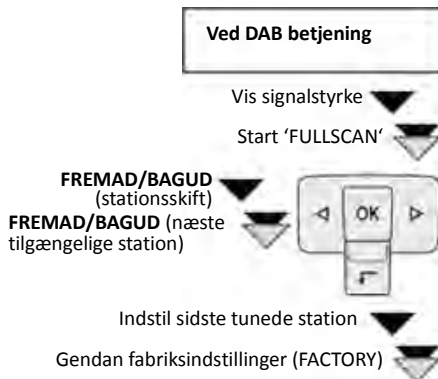 Ved DAB betjening
Vis signalstyrke
Start ‘FULLSCAN‘
FREMAD/BAGUD
(stationsskift)
FREMAD/BAGUD (næste
tilgængelige station)
OK
Indstil sidste tunede station
Gendan fabriksindstillinger (FACTORY)